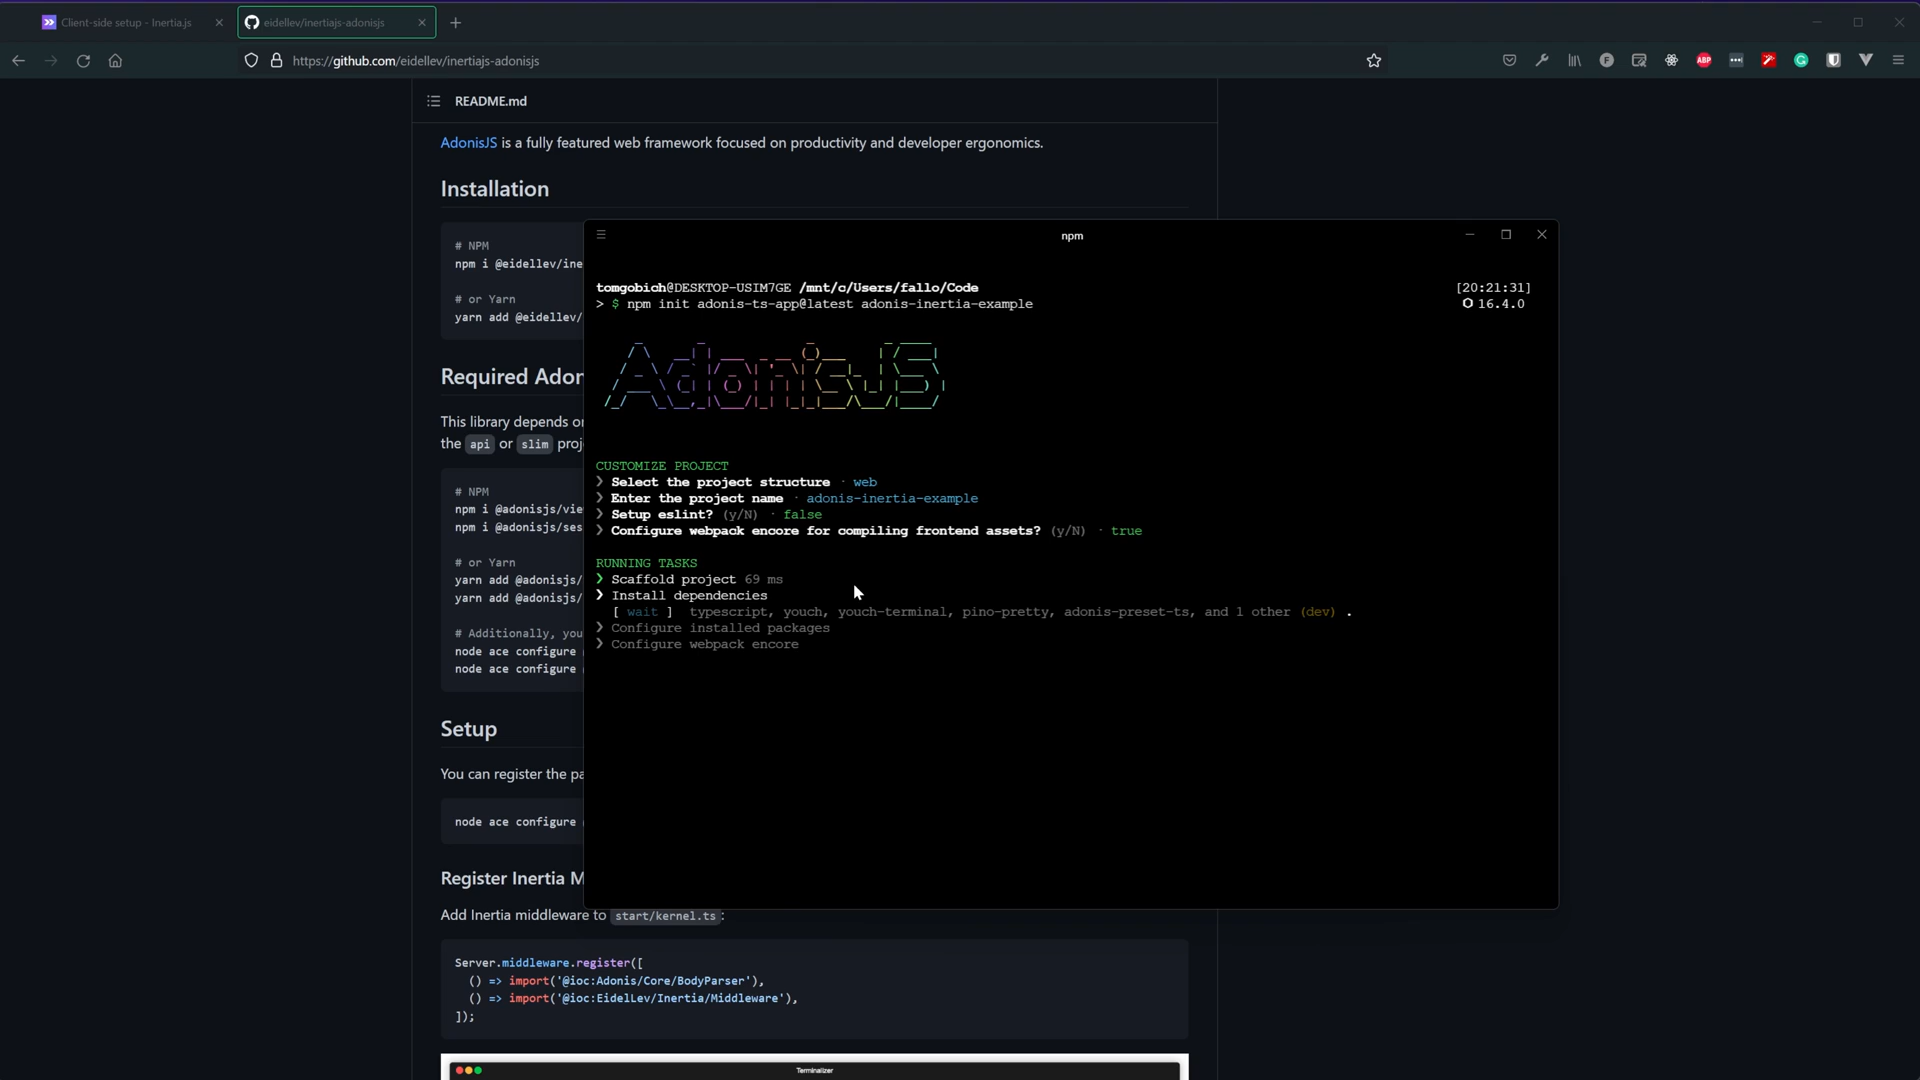 Client-side setup - Inertia.js
eidellev/inertiajs-adonisjs
https://github.com/eidellev/inertiajs-adonisjs
ABP
README.md
AdonisJS is a fully featured web framework focused on productivity and developer ergonomics.
Installation
# NPM
npm i @eidellev/ine
# or Yarn
yarn add @eidellev/
Required Adon
This library depends on
the api or slim proj
# NPM
npm i @adonisjs/vie
npm i @adonisjs/ses
# or Yarn
yarn add @adonisjs/
yarn add @adonisjs/
# Additionally, you
node ace configure
node ace configure
Setup
You can register the pa
node ace configure
Register Inertia M
Add Inertia middleware to start/kernel.ts:
Server.middleware.register([
() => import('@ioc:Adonis/Core/BodyParser'),
() => import('@ioc:EidelLev/Inertia/Middleware'),
]);
Terminalizer
npm
tomgobich@DESKTOP-USIM7GE /mnt/c/Users/fallo/Code [20:21:31]
> $ npm init adonis-ts-app@latest adonis-inertia-example 16.4.0
AdonisJS
CUSTOMIZE PROJECT
❯ Select the project structure · web
❯ Enter the project name · adonis-inertia-example
❯ Setup eslint? (y/N) · false
❯ Configure webpack encore for compiling frontend assets? (y/N) · true
RUNNING TASKS
❯ Scaffold project 69 ms
❯ Install dependencies
[ wait ] typescript, youch, youch-terminal, pino-pretty, adonis-preset-ts, and 1 other (dev) .
❯ Configure installed packages
❯ Configure webpack encore